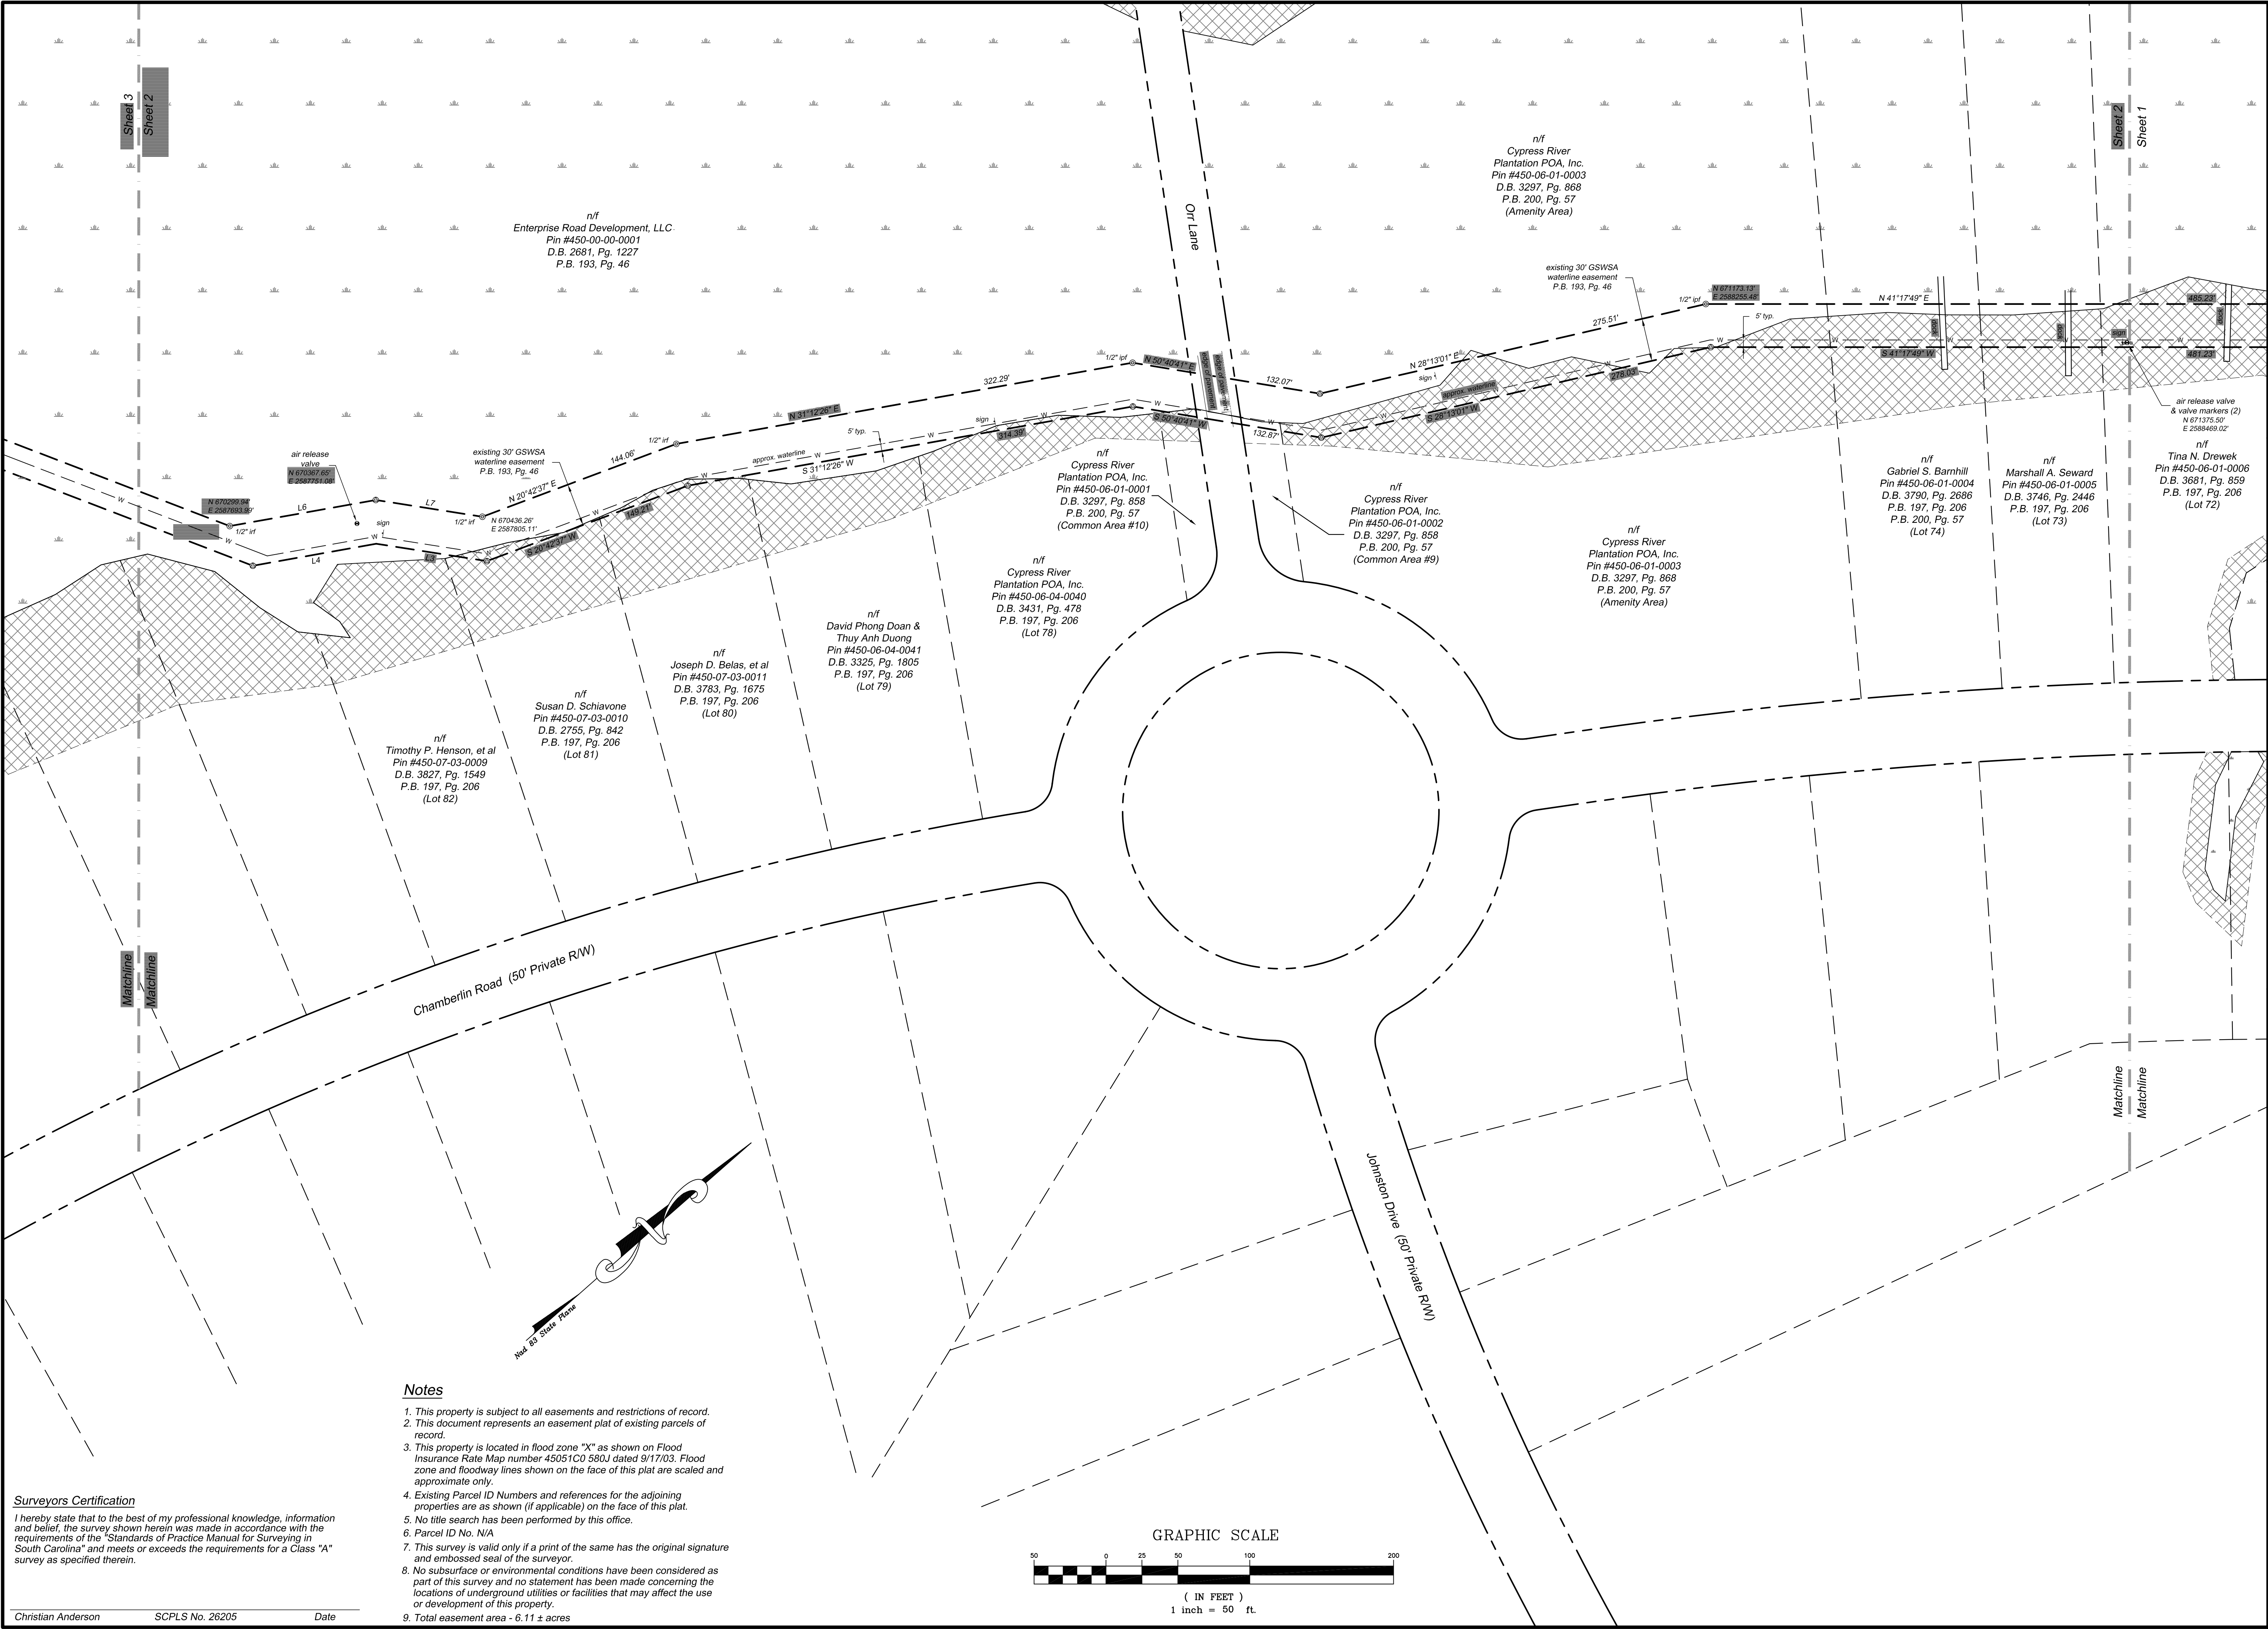 Sheet 3
Sheet 2
Sheet 2
Sheet 1
n/f
Enterprise Road Development, LLC
Pin #450-00-00-0001
D.B. 2681, Pg. 1227
P.B. 193, Pg. 46
Orr Lane
n/f
Cypress River
Plantation POA, Inc.
Pin #450-06-01-0003
D.B. 3297, Pg. 868
P.B. 200, Pg. 57
(Amenity Area)
existing 30' GSWSA
waterline easement
P.B. 193, Pg. 46
1/2" ipf
N 671173.13'
E 2588255.48'
N 41°17'49" E
485.23'
5' typ.
dock
dock
dock
sign
S 41°17'49" W
481.23'
275.51'
N 28°13'01" E
sign
approx. waterline
278.03'
S 28°13'01" W
1/2" ipf
N 50°40'41" E
edge of pavement
132.07'
S 50°40'41" W
132.87'
322.29'
N 31°12'26" E
sign
314.39'
5' typ.
approx. waterline
S 31°12'26" W
1/2" irf
144.06'
N 20°42'37" E
existing 30' GSWSA
waterline easement
P.B. 193, Pg. 46
149.21'
S 20°42'37" W
air release
valve
N 670367.65'
E 2587751.08'
N 670299.94'
E 2587693.99'
1/2" irf
L6
L7
1/2" irf
N 670436.26'
E 2587805.11'
sign
L4
L3
air release valve
& valve markers (2)
N 671375.50'
E 2588469.02'
n/f
Tina N. Drewek
Pin #450-06-01-0006
D.B. 3681, Pg. 859
P.B. 197, Pg. 206
(Lot 72)
n/f
Marshall A. Seward
Pin #450-06-01-0005
D.B. 3746, Pg. 2446
P.B. 197, Pg. 206
(Lot 73)
n/f
Gabriel S. Barnhill
Pin #450-06-01-0004
D.B. 3790, Pg. 2686
P.B. 197, Pg. 206
P.B. 200, Pg. 57
(Lot 74)
n/f
Cypress River
Plantation POA, Inc.
Pin #450-06-01-0001
D.B. 3297, Pg. 858
P.B. 200, Pg. 57
(Common Area #10)
n/f
Cypress River
Plantation POA, Inc.
Pin #450-06-01-0002
D.B. 3297, Pg. 858
P.B. 200, Pg. 57
(Common Area #9)
n/f
Cypress River
Plantation POA, Inc.
Pin #450-06-01-0003
D.B. 3297, Pg. 868
P.B. 200, Pg. 57
(Amenity Area)
n/f
Cypress River
Plantation POA, Inc.
Pin #450-06-04-0040
D.B. 3431, Pg. 478
P.B. 197, Pg. 206
(Lot 78)
n/f
David Phong Doan &
Thuy Anh Duong
Pin #450-06-04-0041
D.B. 3325, Pg. 1805
P.B. 197, Pg. 206
(Lot 79)
n/f
Joseph D. Belas, et al
Pin #450-07-03-0011
D.B. 3783, Pg. 1675
P.B. 197, Pg. 206
(Lot 80)
n/f
Susan D. Schiavone
Pin #450-07-03-0010
D.B. 2755, Pg. 842
P.B. 197, Pg. 206
(Lot 81)
n/f
Timothy P. Henson, et al
Pin #450-07-03-0009
D.B. 3827, Pg. 1549
P.B. 197, Pg. 206
(Lot 82)
Matchline
Matchline
Chamberlin Road (50' Private R/W)
Matchline
Matchline
Johnston Drive (50' Private R/W)
Nad 83 State Plane
Notes
1. This property is subject to all easements and restrictions of record.
2. This document represents an easement plat of existing parcels of
record.
3. This property is located in flood zone "X" as shown on Flood
Insurance Rate Map number 45051C0 580J dated 9/17/03. Flood
zone and floodway lines shown on the face of this plat are scaled and
approximate only.
4. Existing Parcel ID Numbers and references for the adjoining
properties are as shown (if applicable) on the face of this plat.
5. No title search has been performed by this office.
6. Parcel ID No. N/A
7. This survey is valid only if a print of the same has the original signature
and embossed seal of the surveyor.
8. No subsurface or environmental conditions have been considered as
part of this survey and no statement has been made concerning the
locations of underground utilities or facilities that may affect the use
or development of this property.
9. Total easement area - 6.11 ± acres
Surveyors Certification
I hereby state that to the best of my professional knowledge, information
and belief, the survey shown herein was made in accordance with the
requirements of the "Standards of Practice Manual for Surveying in
South Carolina" and meets or exceeds the requirements for a Class "A"
survey as specified therein.
Christian Anderson SCPLS No. 26205 Date
GRAPHIC SCALE
50 0 25 50 100 200
( IN FEET )
1 inch = 50 ft.